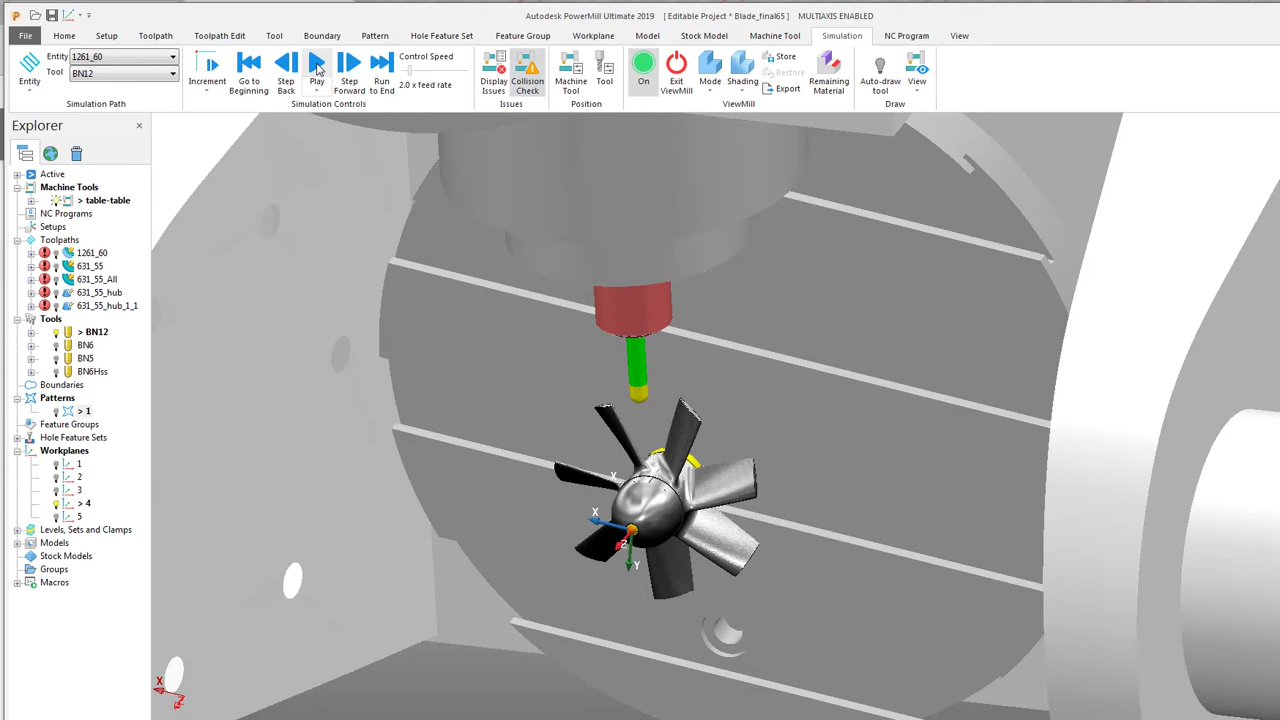 Autodesk PowerMill Ultimate 2019 [ Editable Project * Blade_final65 ] MULTIAXIS ENABLED
File Home Setup Toolpath Toolpath Edit Tool Boundary Pattern Hole Feature Set Feature Group Workplane Model Stock Model Machine Tool Simulation NC Program View
Entity
Entity 1261_60
Tool BN12
Simulation Path
Increment
Go to Beginning
Step Back
Play
Step Forward
Run to End
Control Speed
2.0 x feed rate
Simulation Controls
Display Issues
Collision Check
Issues
Machine Tool
Tool
Position
On
Exit ViewMill
Mode
Shading
Store
Restore
Export
Remaining Material
ViewMill
Auto-draw tool
View
Draw
Explorer
Active
Machine Tools
> table-table
NC Programs
Setups
Toolpaths
1261_60
631_55
631_55_All
631_55_hub
631_55_hub_1_1
Tools
> BN12
BN6
BN5
BN6Hss
Boundaries
Patterns
> 1
Feature Groups
Hole Feature Sets
Workplanes
1
2
3
> 4
5
Levels, Sets and Clamps
Models
Stock Models
Groups
Macros
X
X
Z
Y
X
Z